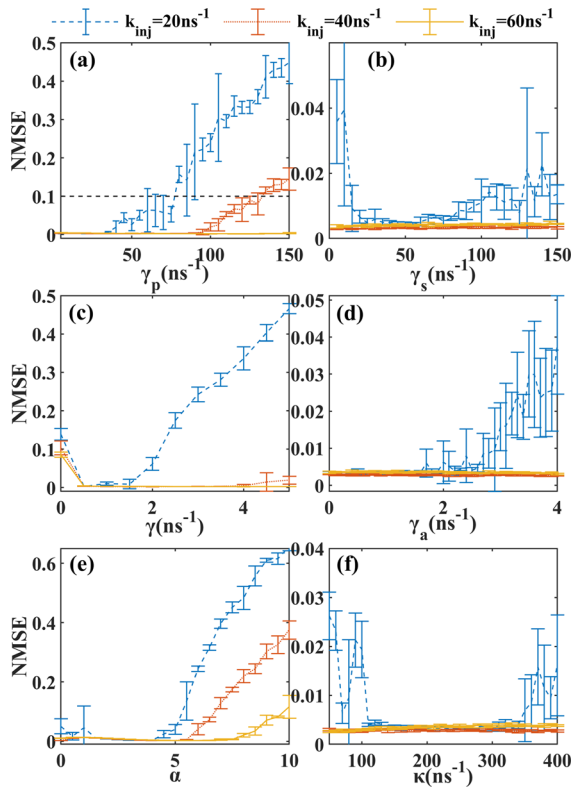 k_inj=20ns⁻¹ k_inj=40ns⁻¹ k_inj=60ns⁻¹
(a)
NMSE
0.5
0.4
0.3
0.2
0.1
0
50 100 150
γ_p(ns⁻¹)
(b)
0.04
0.02
0
0 50 100 150
γ_s(ns⁻¹)
(c)
NMSE
0.5
0.4
0.3
0.2
0.1
0
0 2 4
γ(ns⁻¹)
(d)
0.05
0.04
0.03
0.02
0.01
0
0 2 4
γ_a(ns⁻¹)
(e)
NMSE
0.6
0.4
0.2
0
0 5 10
α
(f)
0.04
0.03
0.02
0.01
0
100 200 300 400
κ(ns⁻¹)